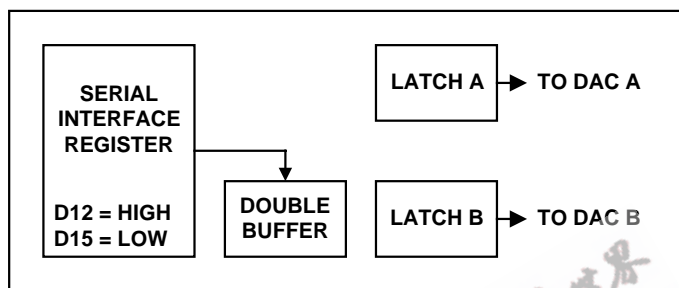 SERIAL
INTERFACE
REGISTER
D12 = HIGH
D15 = LOW
DOUBLE
BUFFER
LATCH A
TO DAC A
LATCH B
TO DAC B